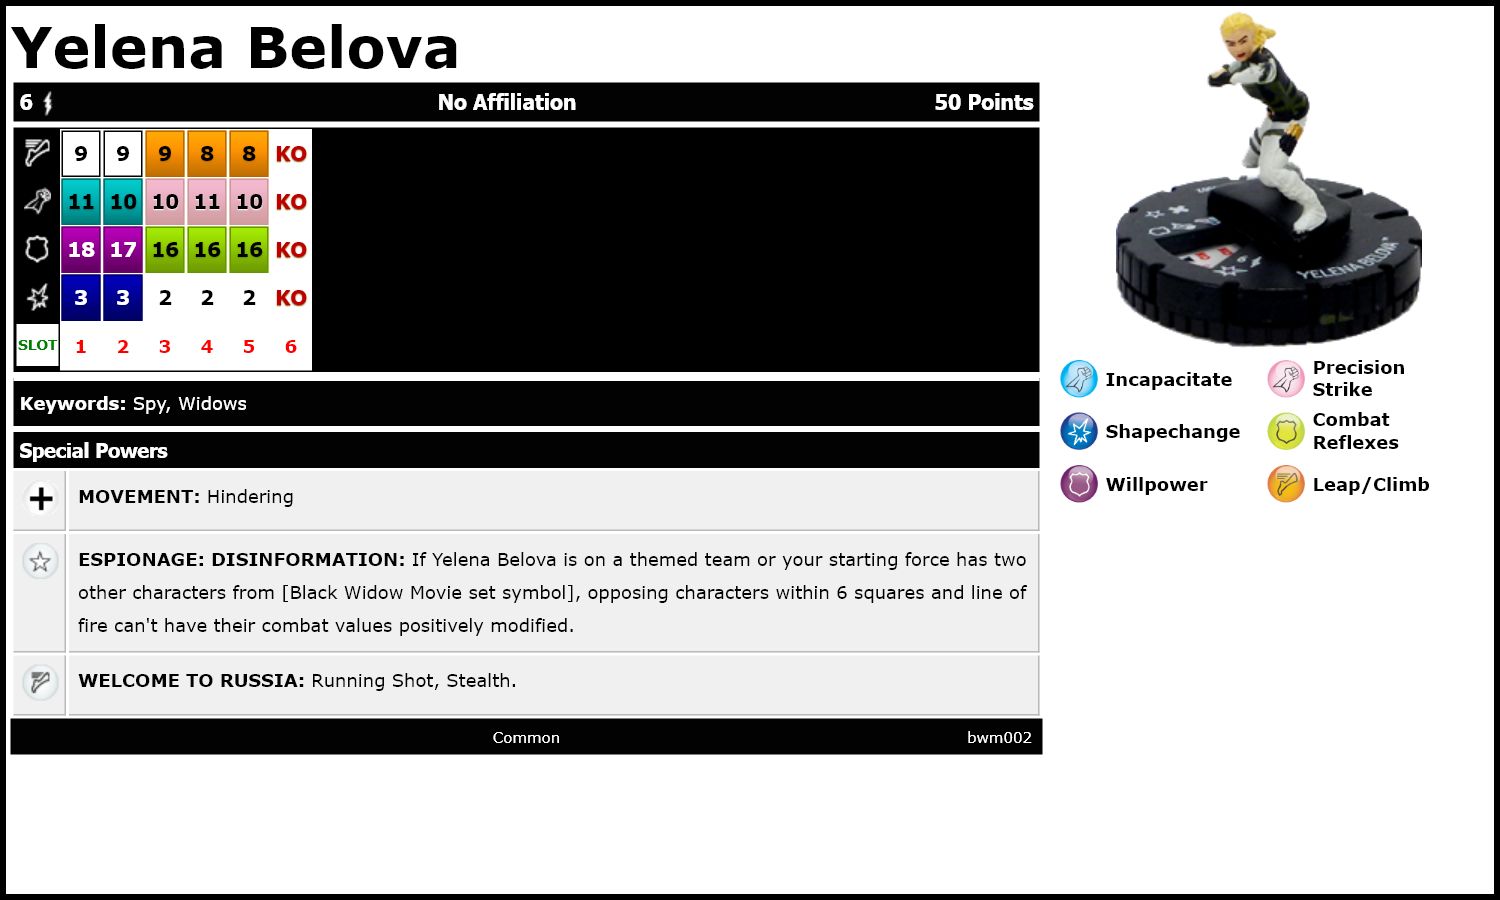 Yelena Belova
6 No Affiliation 50 Points
9 9 9 8 8 KO
11 10 10 11 10 KO
18 17 16 16 16 KO
3 3 2 2 2 KO
SLOT 1 2 3 4 5 6
Keywords: Spy, Widows
Special Powers
MOVEMENT: Hindering
ESPIONAGE: DISINFORMATION: If Yelena Belova is on a themed team or your starting force has two
other characters from [Black Widow Movie set symbol], opposing characters within 6 squares and line of
fire can't have their combat values positively modified.
WELCOME TO RUSSIA: Running Shot, Stealth.
Common bwm002
YELENA BELOVA
Incapacitate
Precision
Strike
Shapechange
Combat
Reflexes
Willpower
Leap/Climb